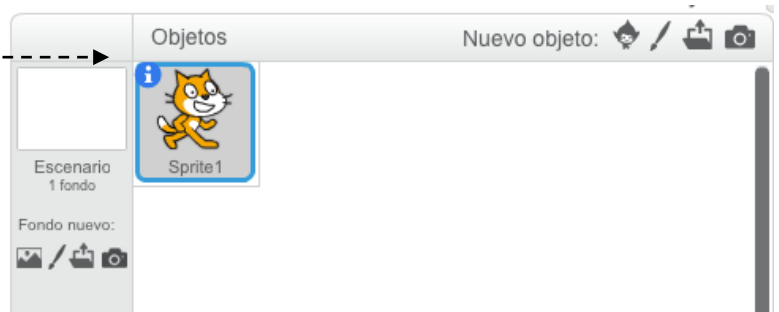 Objetos
Nuevo objeto:
Sprite1
Escenario
1 fondo
Fondo nuevo: